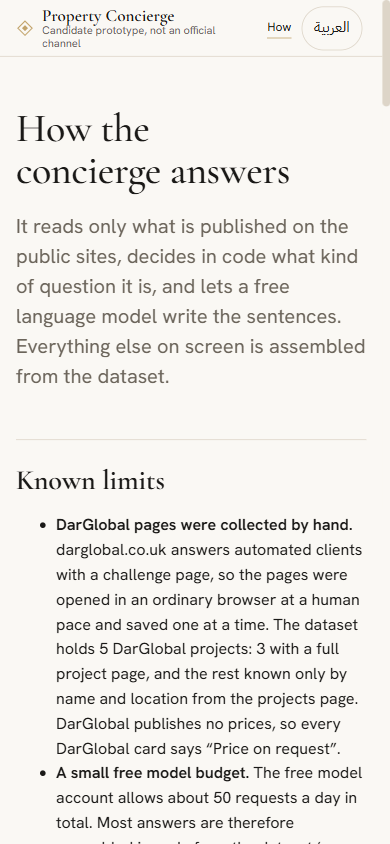 Property Concierge
Candidate prototype, not an official
channel
How
العربية
How the
concierge answers
It reads only what is published on the
public sites, decides in code what kind
of question it is, and lets a free
language model write the sentences.
Everything else on screen is assembled
from the dataset.
Known limits
• DarGlobal pages were collected by hand.
darglobal.co.uk answers automated clients
with a challenge page, so the pages were
opened in an ordinary browser at a human
pace and saved one at a time. The dataset
holds 5 DarGlobal projects: 3 with a full
project page, and the rest known only by
name and location from the projects page.
DarGlobal publishes no prices, so every
DarGlobal card says “Price on request”.
• A small free model budget. The free model
account allows about 50 requests a day in
total. Most answers are therefore